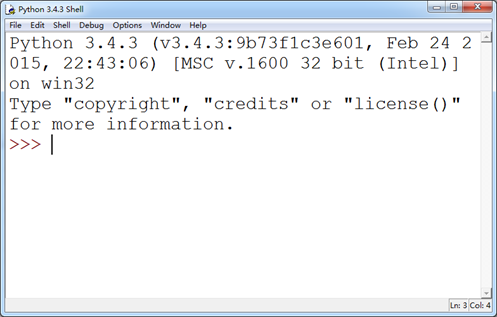 Python 3.4.3 Shell
File Edit Shell Debug Options Window Help
Python 3.4.3 (v3.4.3:9b73f1c3e601, Feb 24 2
015, 22:43:06) [MSC v.1600 32 bit (Intel)]
on win32
Type "copyright", "credits" or "license()"
for more information.
>>>
Ln: 3 Col: 4